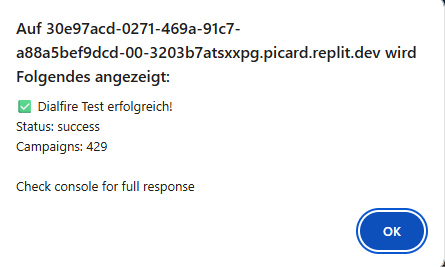 Auf 30e97acd-0271-469a-91c7-
a88a5bef9dcd-00-3203b7atsxxpg.picard.replit.dev wird
Folgendes angezeigt:
✅ Dialfire Test erfolgreich!
Status: success
Campaigns: 429
Check console for full response
OK